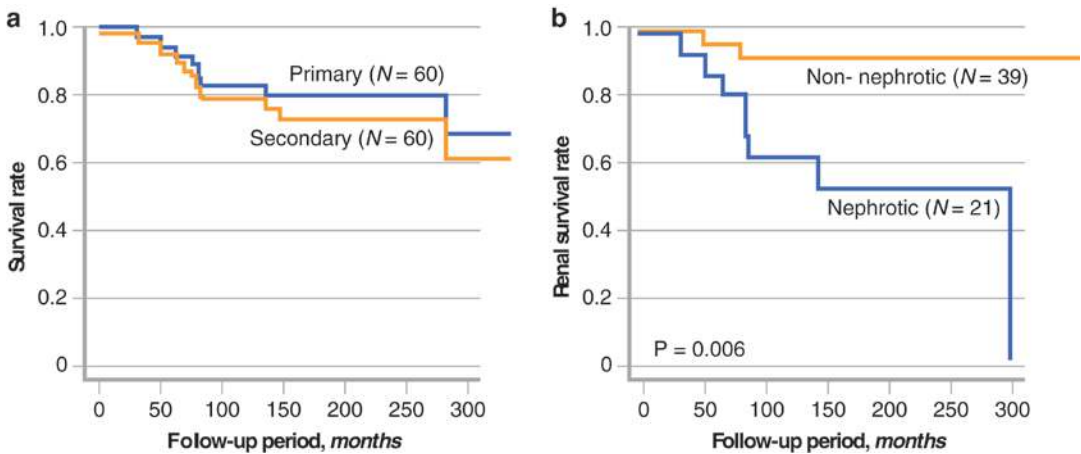 a
1.0
0.8
0.6
0.4
0.2
0
Survival rate
Primary (N = 60)
Secondary (N = 60)
0 50 100 150 200 250 300
Follow-up period, months
b
1.0
0.8
0.6
0.4
0.2
0
Renal survival rate
Non- nephrotic (N = 39)
Nephrotic (N = 21)
P = 0.006
0 50 100 150 200 250 300
Follow-up period, months